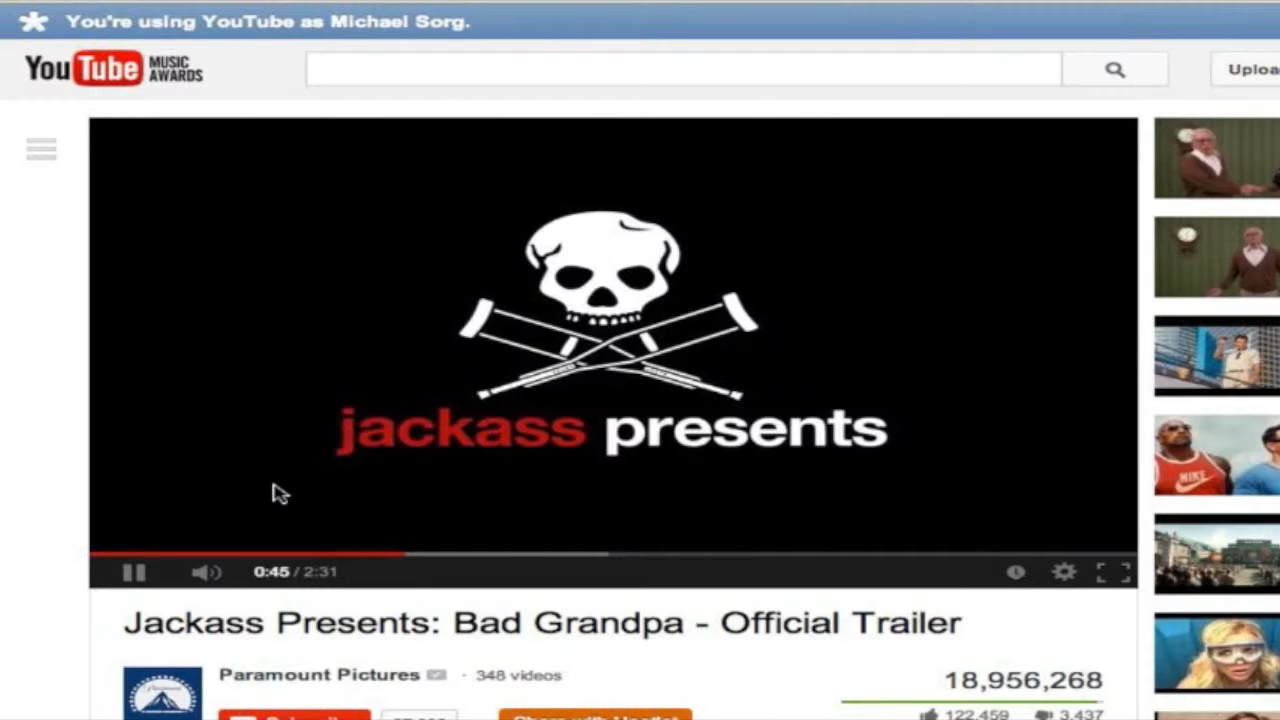 You're using YouTube as Michael Sorg.
YouTube MUSIC AWARDS
jackass presents
NIKE
0:45 / 2:31
Jackass Presents: Bad Grandpa - Official Trailer
Paramount Pictures · 348 videos
18,956,268
122,459 3,437